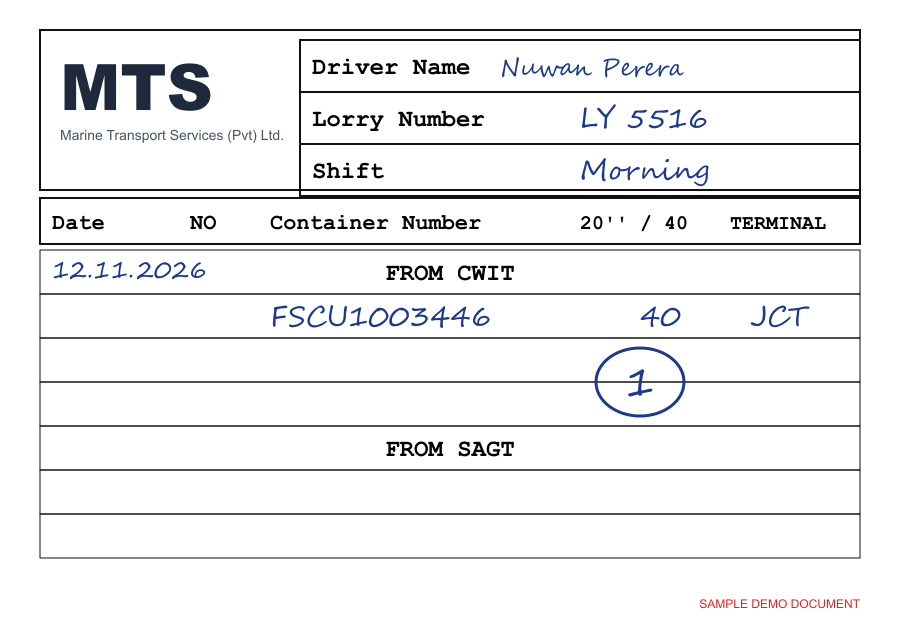 MTS
Marine Transport Services (Pvt) Ltd.
Driver Name Nuwan Perera
Lorry Number LY 5516
Shift Morning
Date NO Container Number 20'' / 40 TERMINAL
12.11.2026 FROM CWIT
FSCU1003446 40 JCT
1
FROM SAGT
SAMPLE DEMO DOCUMENT